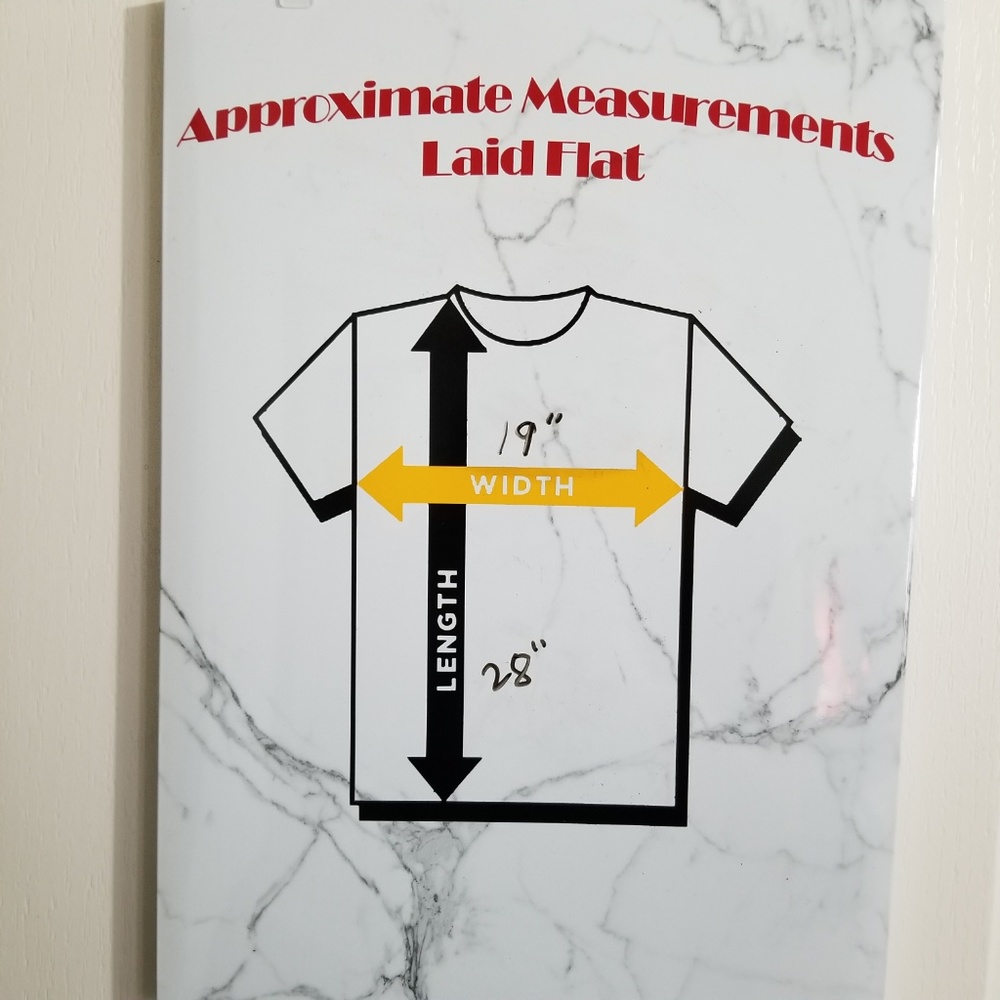 Approximate Measurements
Laid Flat
19"
WIDTH
LENGTH
28"